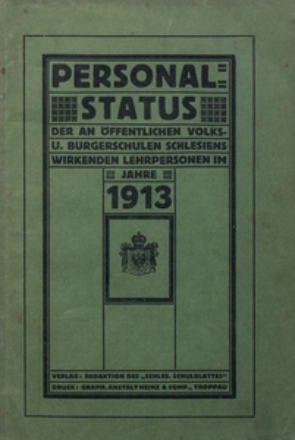 PERSONAL=
STATUS
DER AN ÖFFENTLICHEN VOLKS-
U. BÜRGERSCHULEN SCHLESIENS
WIRKENDEN LEHRPERSONEN IM
JAHRE
1913
VERLAG: REDAKTION DES „SCHLES. SCHULBLATTES“
DRUCK: GRAPH. ANSTALT HEINZ & COMP., TROPPAU